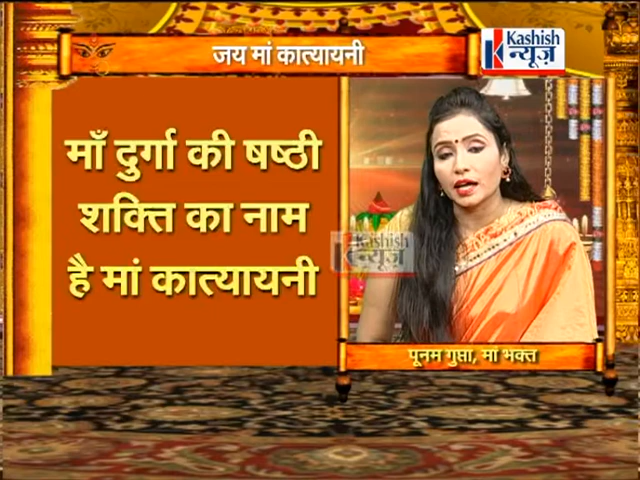 जय मां कात्यायनी
Kashish
न्यूज़
माँ दुर्गा की षष्ठी
शक्ति का नाम
है मां कात्यायनी
Kashish
न्यूज़
पूनम गुप्ता, मां भक्त